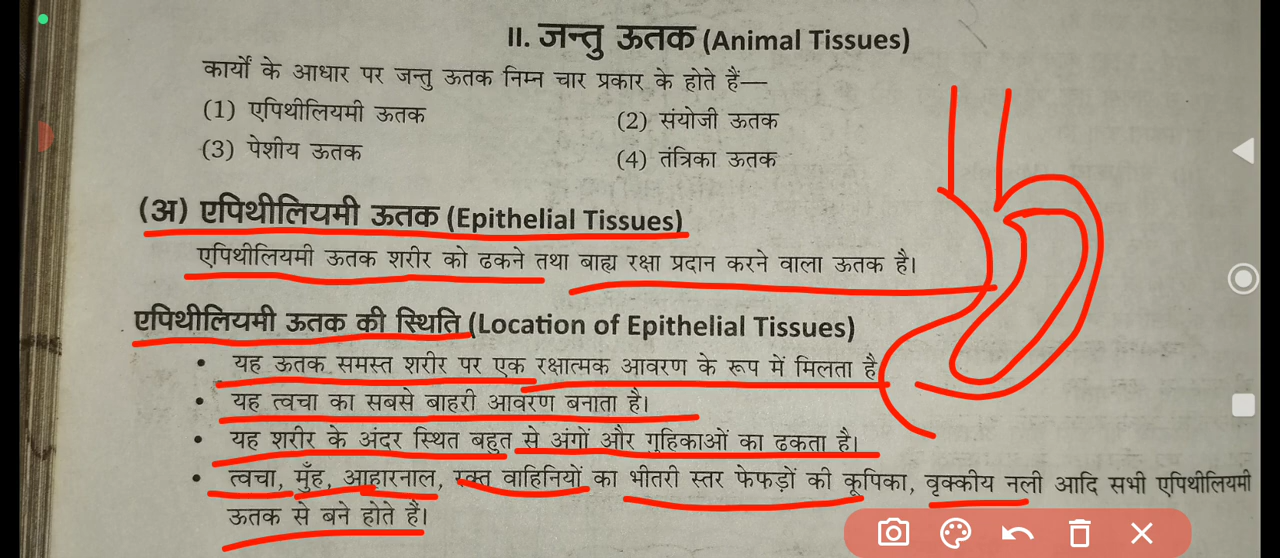 II. जन्तु ऊतक (Animal Tissues)
कार्यों के आधार पर जन्तु ऊतक निम्न चार प्रकार के होते हैं—
(1) एपिथीलियमी ऊतक (2) संयोजी ऊतक
(3) पेशीय ऊतक (4) तंत्रिका ऊतक
(अ) एपिथीलियमी ऊतक (Epithelial Tissues)
एपिथीलियमी ऊतक शरीर को ढकने तथा बाह्य रक्षा प्रदान करने वाला ऊतक है।
एपिथीलियमी ऊतक की स्थिति (Location of Epithelial Tissues)
• यह ऊतक समस्त शरीर पर एक रक्षात्मक आवरण के रूप में मिलता है
• यह त्वचा का सबसे बाहरी आवरण बनाता है।
• यह शरीर के अंदर स्थित बहुत से अंगों और गुहिकाओं का ढकता है।
• त्वचा, मुँह, आहारनाल, रक्त वाहिनियों का भीतरी स्तर फेफड़ों की कूपिका, वृक्कीय नली आदि सभी एपिथीलियमी
ऊतक से बने होते हैं।